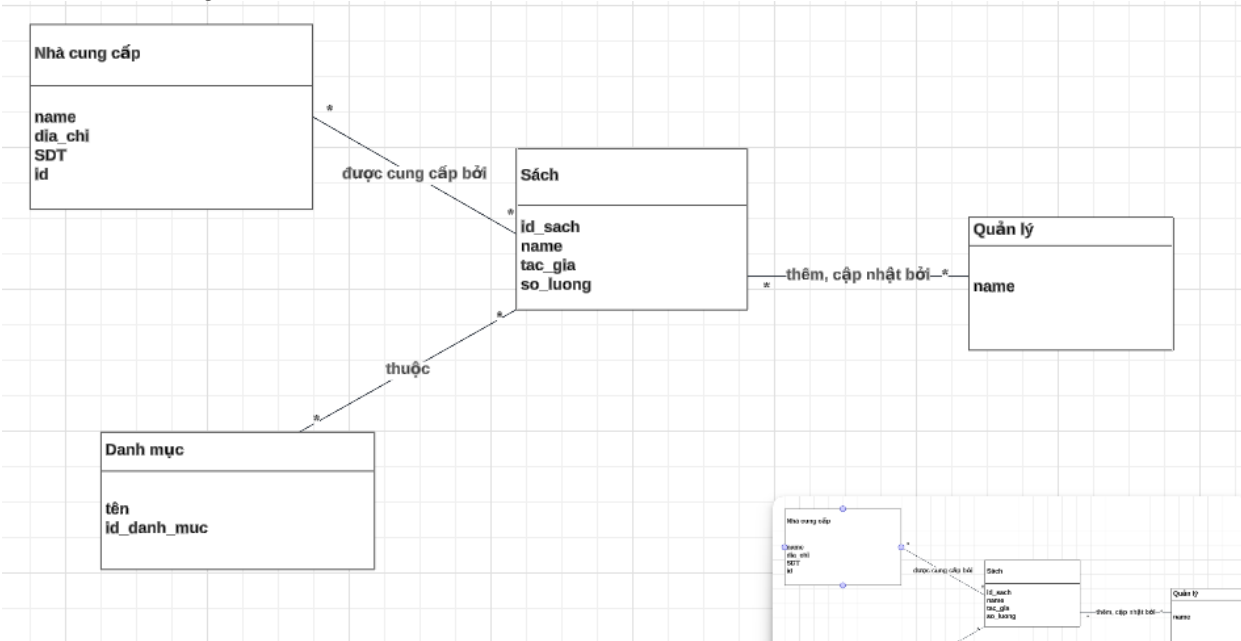 Nhà cung cấp
name
dia_chi
SDT
id
*
được cung cấp bởi
*
Sách
id_sach
name
tac_gia
so_luong
*
thêm, cập nhật bởi
*
Quản lý
name
*
thuộc
*
Danh mục
tên
id_danh_muc
Nhà cung cấp
name
dia_chi
SDT
id
*
được cung cấp bởi
Sách
id_sach
name
tac_gia
so_luong
thêm, cập nhật bởi
Quản lý
name